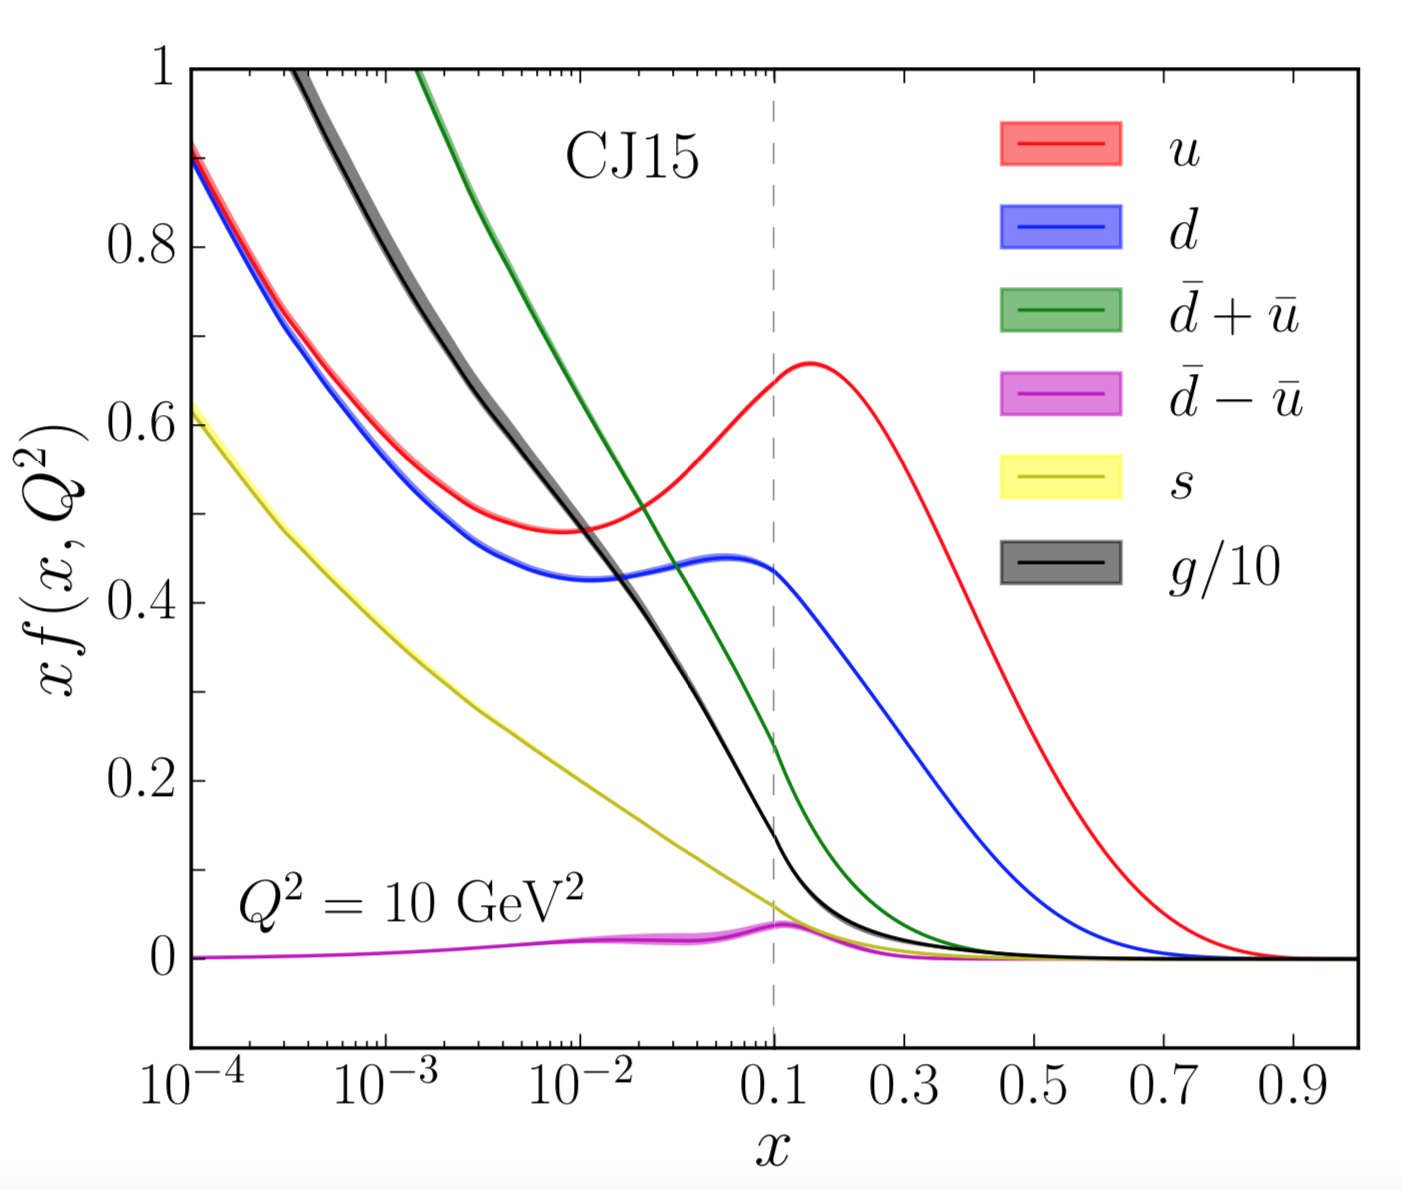 1
0.8
0.6
0.4
0.2
0
x f(x, Q²)
CJ15
u
d
d̄ + ū
d̄ − ū
s
g/10
Q² = 10 GeV²
10⁻⁴ 10⁻³ 10⁻² 0.1 0.3 0.5 0.7 0.9
x